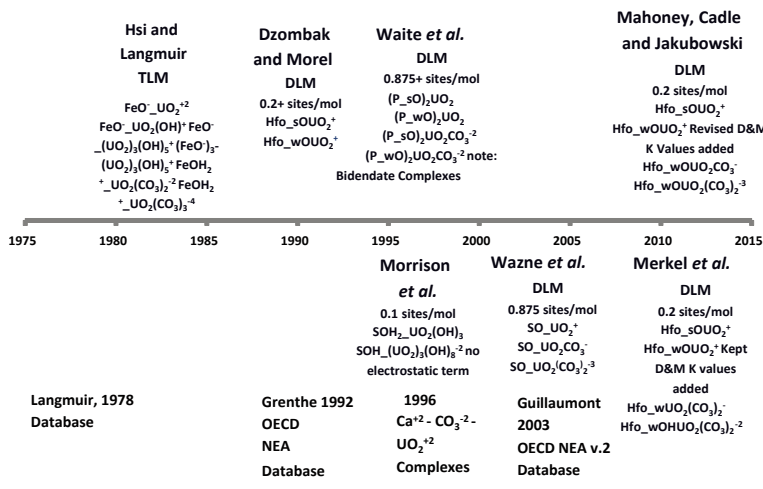 Hsi and
Langmuir
TLM
FeO⁻_UO₂⁺²
FeO⁻_UO₂(OH)⁺ FeO⁻
_(UO₂)₃(OH)₅⁺ (FeO⁻)₃-
(UO₂)₃(OH)₅⁺ FeOH₂
⁺_UO₂(CO₃)₂⁻² FeOH₂
⁺_UO₂(CO₃)₃⁻⁴
Dzombak
and Morel
DLM
0.2+ sites/mol
Hfo_sOUO₂⁺
Hfo_wOUO₂⁺
Waite et al.
DLM
0.875+ sites/mol
(P_sO)₂UO₂
(P_wO)₂UO₂
(P_sO)₂UO₂CO₃⁻²
(P_wO)₂UO₂CO₃⁻² note:
Bidendate Complexes
Mahoney, Cadle
and Jakubowski
DLM
0.2 sites/mol
Hfo_sOUO₂⁺
Hfo_wOUO₂⁺ Revised D&M
K Values added
Hfo_wOUO₂CO₃⁻
Hfo_wOUO₂(CO₃)₂⁻³
1975 1980 1985 1990 1995 2000 2005 2010 2015
Morrison
et al.
0.1 sites/mol
SOH₂_UO₂(OH)₃
SOH_(UO₂)₃(OH)₈⁻² no
electrostatic term
Wazne et al.
DLM
0.875 sites/mol
SO_UO₂⁺
SO_UO₂CO₃⁻
SO_UO₂⁽CO₃)₂⁻³
Merkel et al.
DLM
0.2 sites/mol
Hfo_sOUO₂⁺
Hfo_wOUO₂⁺ Kept
D&M K values
added
Hfo_wUO₂(CO₃)₂⁻
Hfo_wOHUO₂(CO₃)₂⁻²
Langmuir, 1978
Database
Grenthe 1992
OECD
NEA
Database
1996
Ca⁺² - CO₃⁻² -
UO₂⁺²
Complexes
Guillaumont
2003
OECD NEA v.2
Database